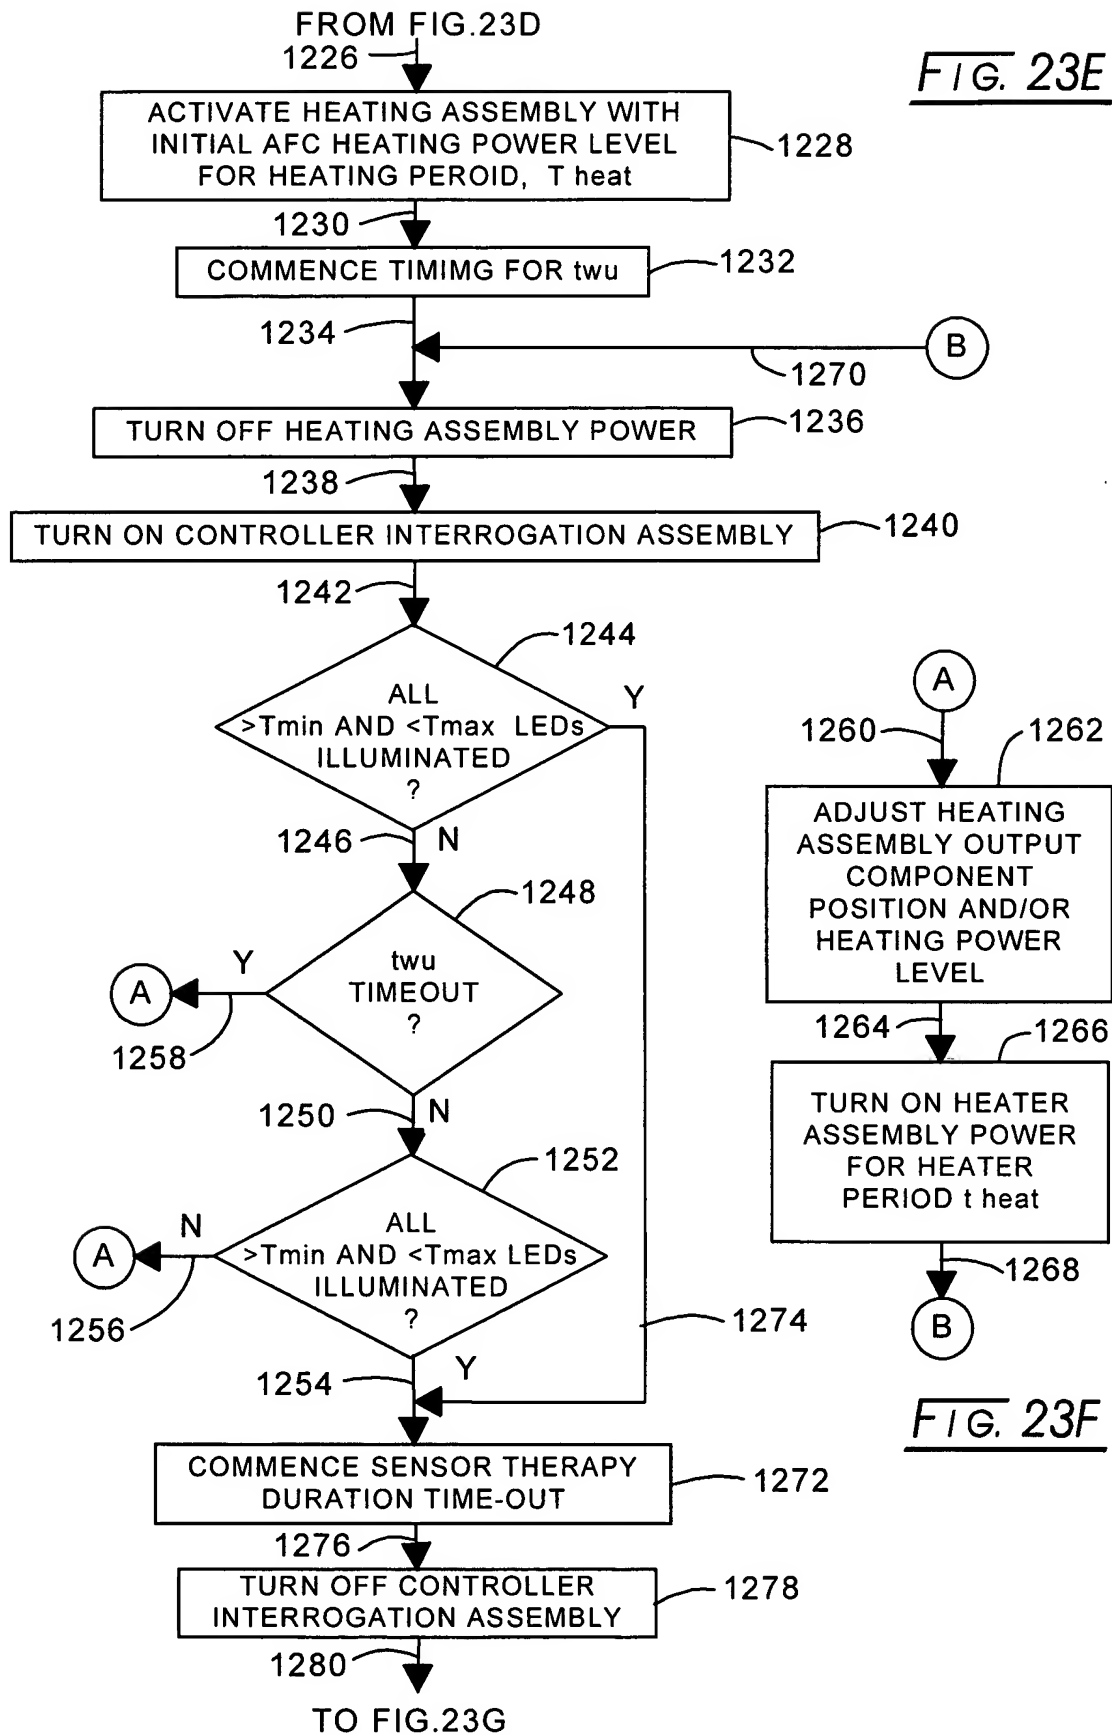 FROM FIG.23D
1226
FIG. 23E
ACTIVATE HEATING ASSEMBLY WITH
INITIAL AFC HEATING POWER LEVEL
FOR HEATING PEROID, T heat
1228
1230
COMMENCE TIMIMG FOR twu
1232
1234
B
1270
TURN OFF HEATING ASSEMBLY POWER
1236
1238
TURN ON CONTROLLER INTERROGATION ASSEMBLY
1240
1242
1244
ALL
>Tmin AND <Tmax LEDs
ILLUMINATED
?
Y
1246
N
1248
twu
TIMEOUT
?
Y
A
1258
1250
N
1252
ALL
>Tmin AND <Tmax LEDs
ILLUMINATED
?
N
A
1256
1254
Y
1274
COMMENCE SENSOR THERAPY
DURATION TIME-OUT
1272
1276
TURN OFF CONTROLLER
INTERROGATION ASSEMBLY
1278
1280
TO FIG.23G
A
1260
1262
ADJUST HEATING
ASSEMBLY OUTPUT
COMPONENT
POSITION AND/OR
HEATING POWER
LEVEL
1264
1266
TURN ON HEATER
ASSEMBLY POWER
FOR HEATER
PERIOD t heat
1268
B
FIG. 23F